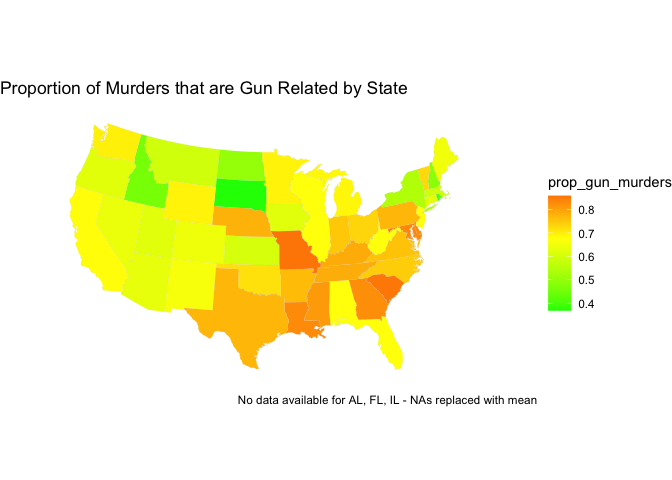 Proportion of Murders that are Gun Related by State
prop_gun_murders
0.8
0.7
0.6
0.5
0.4
No data available for AL, FL, IL - NAs replaced with mean